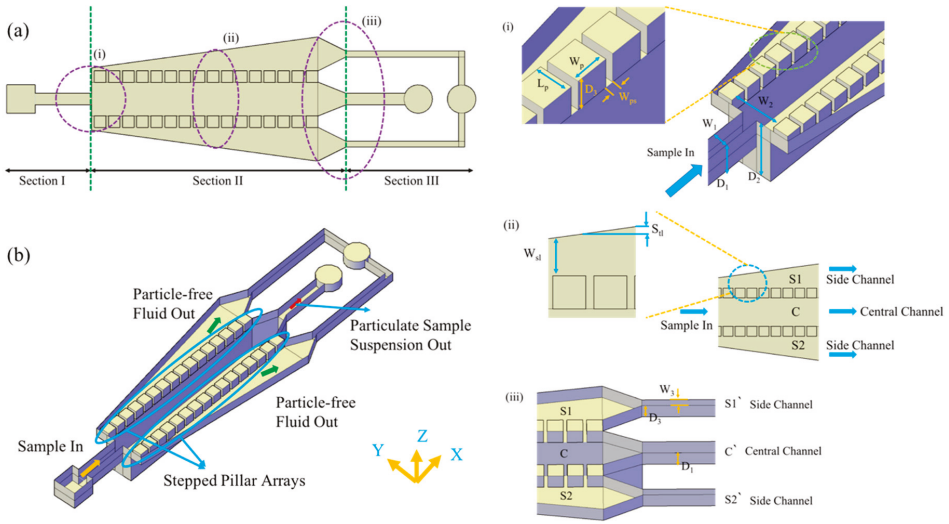 (a)
(i)
(ii)
(iii)
Section I
Section II
Section III
(b)
Particle-free
Fluid Out
Particulate Sample
Suspension Out
Particle-free
Fluid Out
Sample In
Stepped Pillar Arrays
Y
Z
X
(i)
Lp
Wp
D3
Wps
W2
W1
Sample In
D1
D2
(ii)
Stl
Wsl
S1
Side Channel
C
Central Channel
Sample In
S2
Side Channel
(iii)
W3
S1
S1` Side Channel
D3
C
C` Central Channel
D1
S2
S2` Side Channel